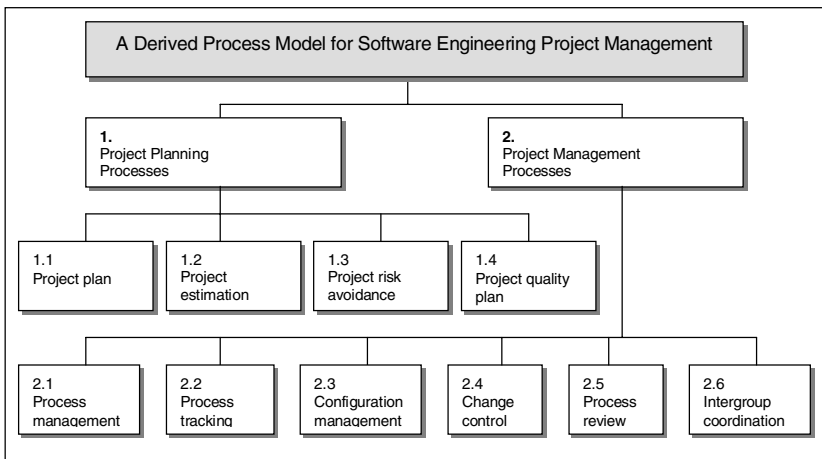 A Derived Process Model for Software Engineering Project Management
1.
Project Planning
Processes
2.
Project Management
Processes
1.1
Project plan
1.2
Project
estimation
1.3
Project risk
avoidance
1.4
Project quality
plan
2.1
Process
management
2.2
Process
tracking
2.3
Configuration
management
2.4
Change
control
2.5
Process
review
2.6
Intergroup
coordination